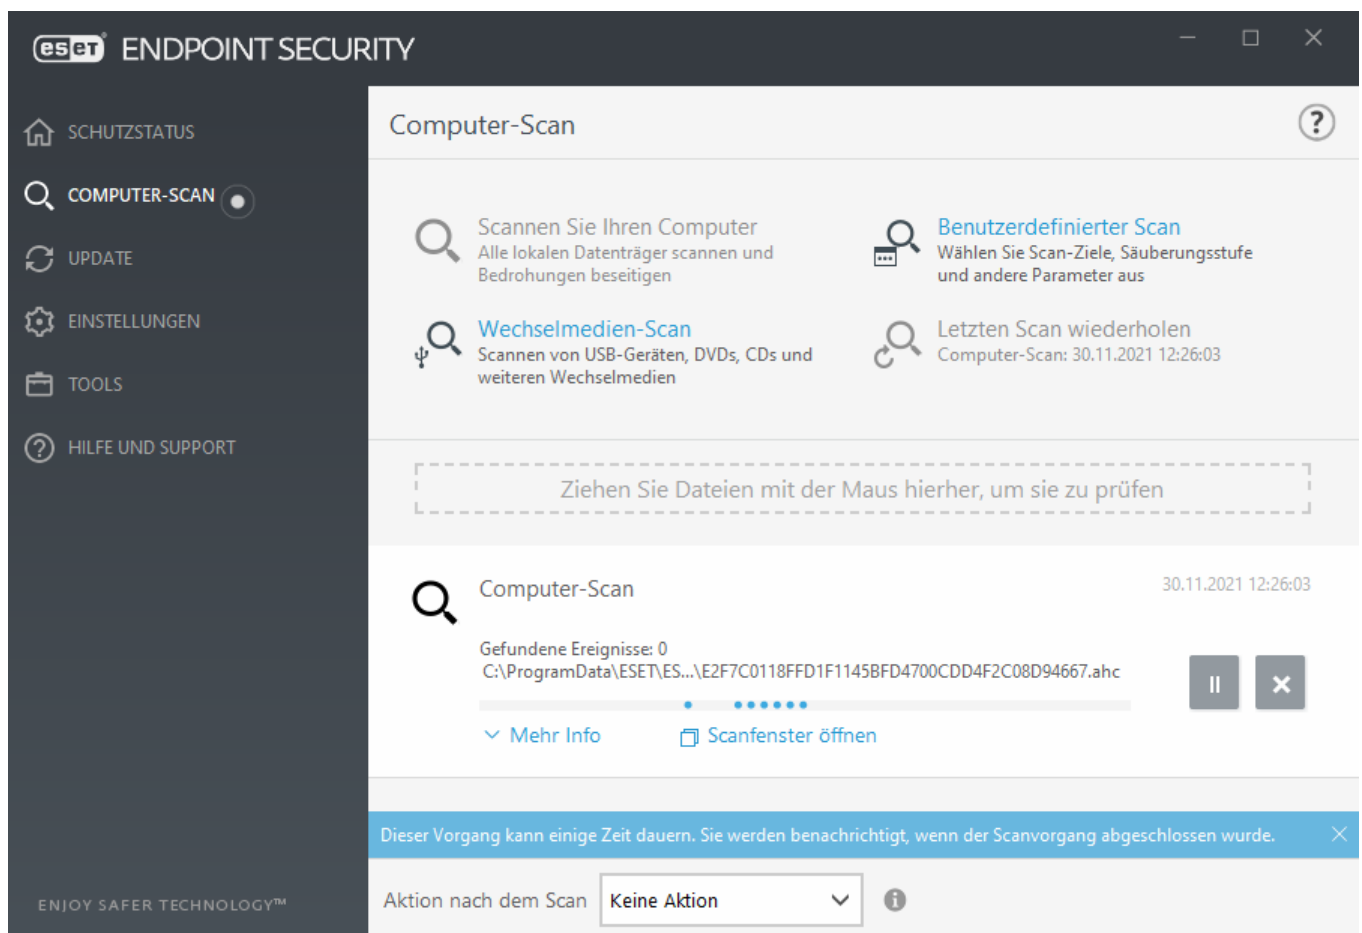 eset ENDPOINT SECURITY
SCHUTZSTATUS
COMPUTER-SCAN
UPDATE
EINSTELLUNGEN
TOOLS
HILFE UND SUPPORT
ENJOY SAFER TECHNOLOGY™
Computer-Scan
?
Scannen Sie Ihren Computer
Alle lokalen Datenträger scannen und
Bedrohungen beseitigen
Benutzerdefinierter Scan
Wählen Sie Scan-Ziele, Säuberungsstufe
und andere Parameter aus
Wechselmedien-Scan
Scannen von USB-Geräten, DVDs, CDs und
weiteren Wechselmedien
Letzten Scan wiederholen
Computer-Scan: 30.11.2021 12:26:03
Ziehen Sie Dateien mit der Maus hierher, um sie zu prüfen
Computer-Scan
30.11.2021 12:26:03
Gefundene Ereignisse: 0
C:\ProgramData\ESET\ES...\E2F7C0118FFD1F1145BFD4700CDD4F2C08D94667.ahc
Mehr Info
Scanfenster öffnen
Dieser Vorgang kann einige Zeit dauern. Sie werden benachrichtigt, wenn der Scanvorgang abgeschlossen wurde.
Aktion nach dem Scan
Keine Aktion